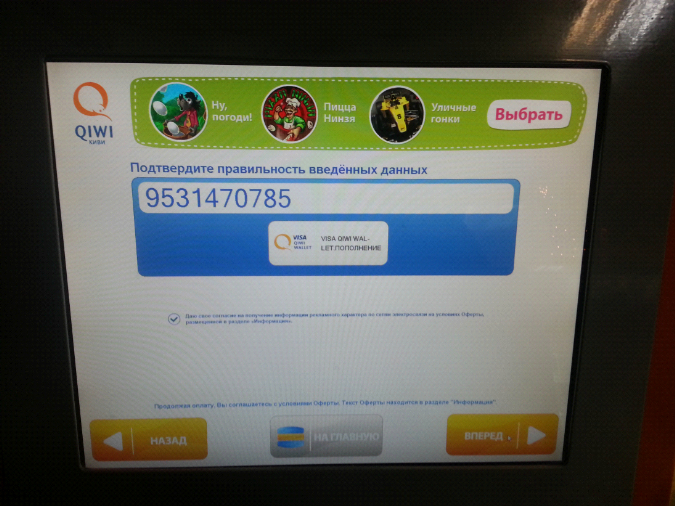 QIWI
КИВИ
Ну,
погоди!
Пицца
Ниндзя
Уличные
гонки
Выбрать
Подтвердите правильность введённых данных
9531470785
VISA
QIWI
WALLET
VISA QIWI WAL-
LET:ПОПОЛНЕНИЕ
Даю свое согласие на получение информации рекламного характера по сетям электросвязи на условиях Оферты,
размещенной в разделе «Информация».
Продолжая оплату, Вы соглашаетесь с условиями Оферты. Текст Оферты находится в разделе "Информация".
НАЗАД
НА ГЛАВНУЮ
ВПЕРЕД